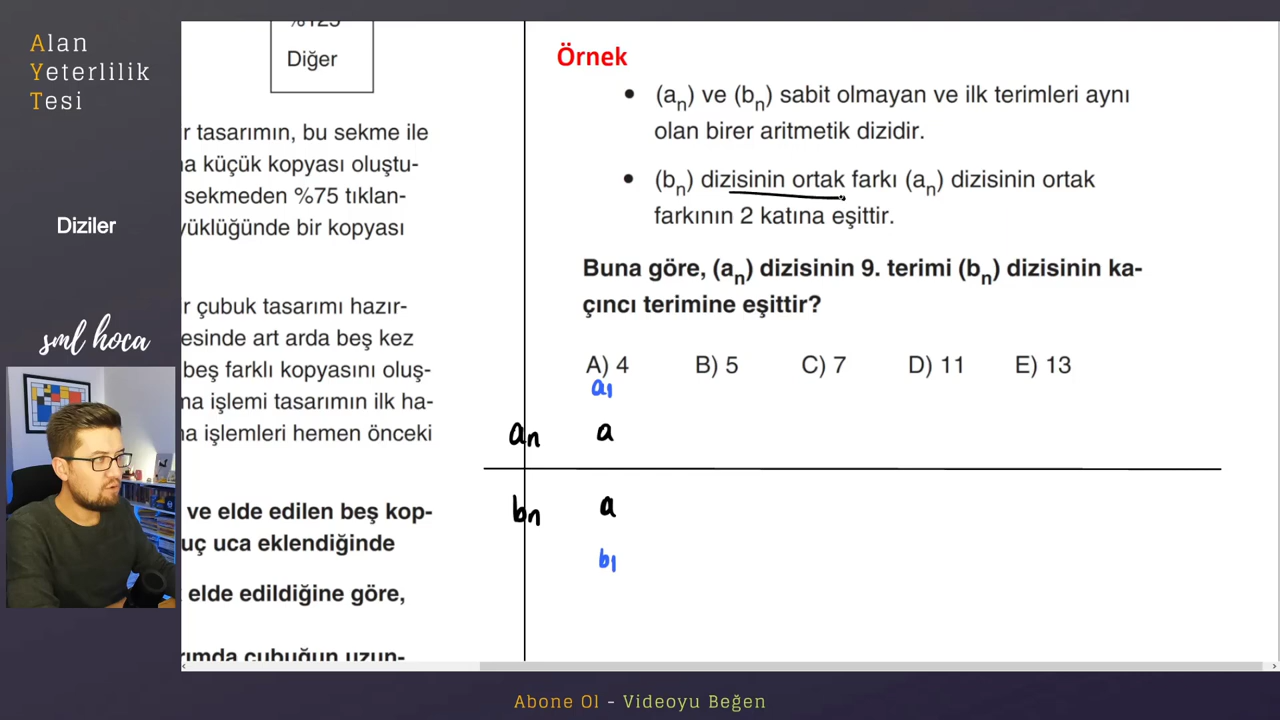 Alan
Yeterlilik
Tesi
Diziler
sml hoca
Diğer
r tasarımın, bu sekme ile
na küçük kopyası oluştu-
sekmeden %75 tıklan-
yüklüğünde bir kopyası
r çubuk tasarımı hazır-
esinde art arda beş kez
beş farklı kopyasını oluş-
ma işlemi tasarımın ilk ha-
na işlemleri hemen önceki
ve elde edilen beş kop-
uç uca eklendiğinde
elde edildiğine göre,
rımda çubuğun uzun-
Örnek
• (an) ve (bn) sabit olmayan ve ilk terimleri aynı
olan birer aritmetik dizidir.
• (bn) dizisinin ortak farkı (an) dizisinin ortak
farkının 2 katına eşittir.
Buna göre, (an) dizisinin 9. terimi (bn) dizisinin ka-
çıncı terimine eşittir?
A) 4 B) 5 C) 7 D) 11 E) 13
a1
an a
bn a
b1
Abone Ol - Videoyu Beğen